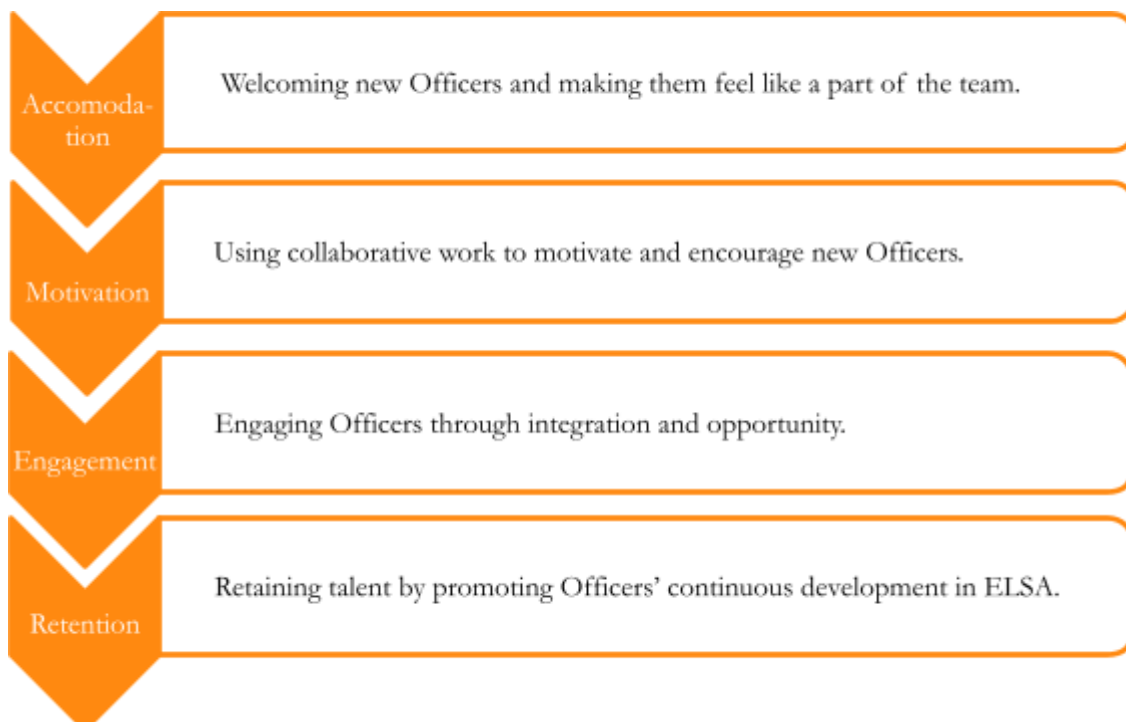 Accomoda-
tion
Welcoming new Officers and making them feel like a part of the team.
Motivation
Using collaborative work to motivate and encourage new Officers.
Engagement
Engaging Officers through integration and opportunity.
Retention
Retaining talent by promoting Officers’ continuous development in ELSA.